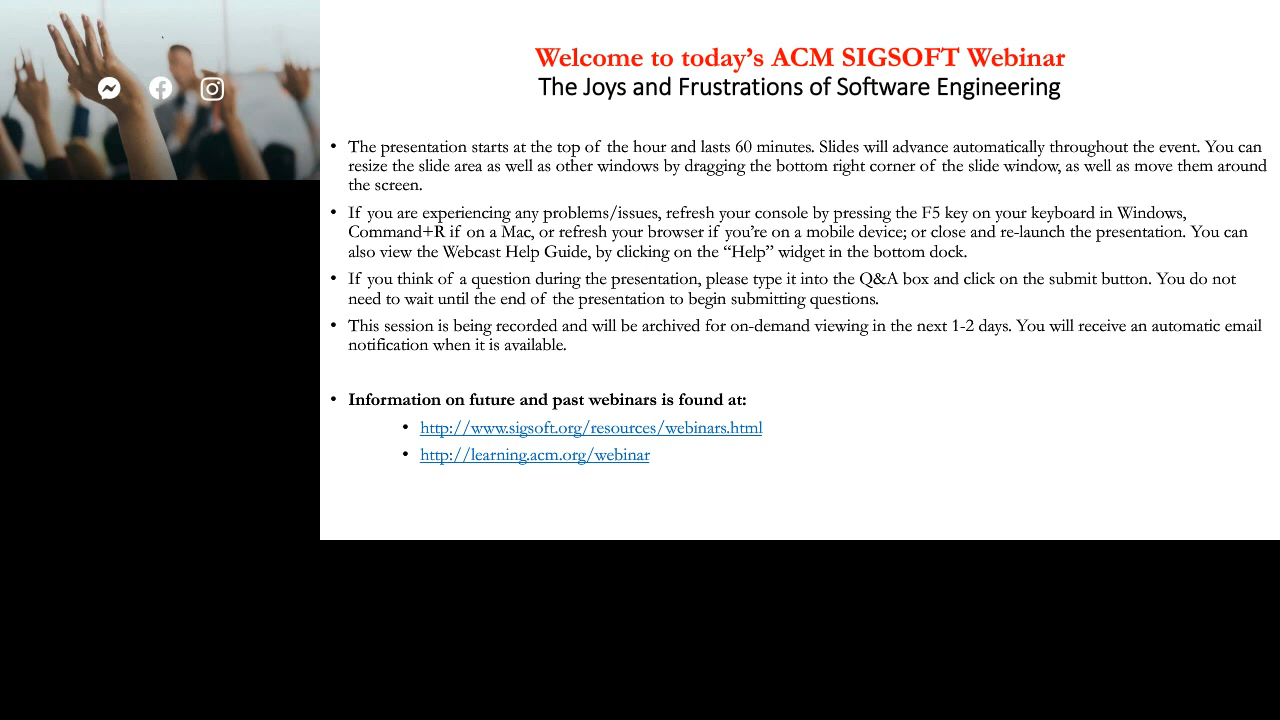 Welcome to today’s ACM SIGSOFT Webinar
The Joys and Frustrations of Software Engineering
• The presentation starts at the top of the hour and lasts 60 minutes. Slides will advance automatically throughout the event. You can
resize the slide area as well as other windows by dragging the bottom right corner of the slide window, as well as move them around
the screen.
• If you are experiencing any problems/issues, refresh your console by pressing the F5 key on your keyboard in Windows,
Command+R if on a Mac, or refresh your browser if you’re on a mobile device; or close and re-launch the presentation. You can
also view the Webcast Help Guide, by clicking on the “Help” widget in the bottom dock.
• If you think of a question during the presentation, please type it into the Q&A box and click on the submit button. You do not
need to wait until the end of the presentation to begin submitting questions.
• This session is being recorded and will be archived for on-demand viewing in the next 1-2 days. You will receive an automatic email
notification when it is available.
• Information on future and past webinars is found at:
• http://www.sigsoft.org/resources/webinars.html
• http://learning.acm.org/webinar